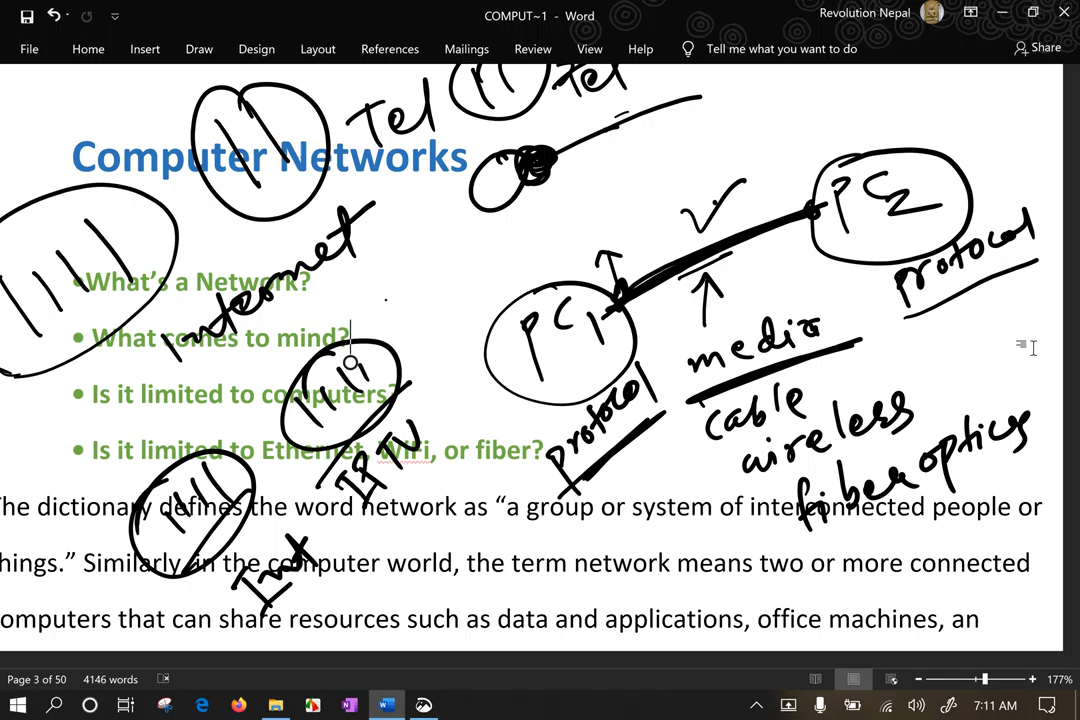 COMPUT~1 - Word
Revolution Nepal
File Home Insert Draw Design Layout References Mailings Review View Help Tell me what you want to do Share
Tel Tel
Computer Networks
PC2
protocol
Internet
• What's a Network?
PC1
• What comes to mind?
media
• Is it limited to computers?
protocol
cable
wireless
fiber optics
• Is it limited to Ethernet, WiFi, or fiber?
IPTV
The dictionary defines the word network as “a group or system of interconnected people or
things.” Similarly, in the computer world, the term network means two or more connected
Int
computers that can share resources such as data and applications, office machines, an
Page 3 of 50 4146 words 177%
7:11 AM